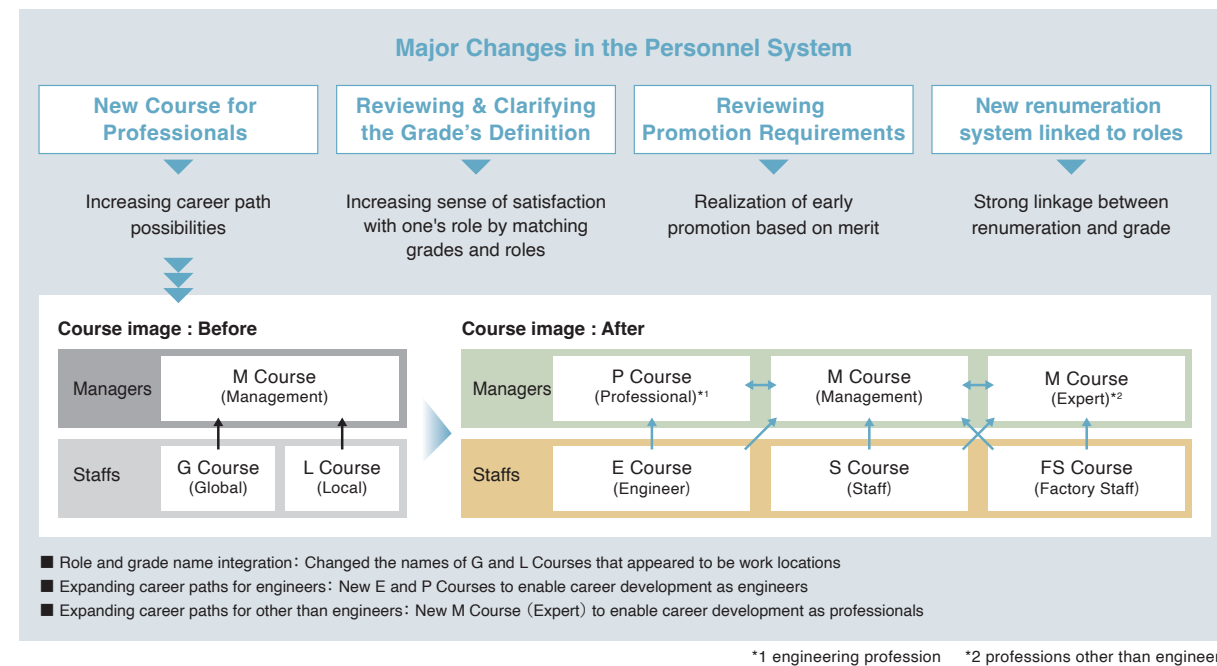 Major Changes in the Personnel System
New Course for
Professionals
Reviewing & Clarifying
the Grade's Definition
Reviewing
Promotion Requirements
New renumeration
system linked to roles
Increasing career path
possibilities
Increasing sense of satisfaction
with one's role by matching
grades and roles
Realization of early
promotion based on merit
Strong linkage between
renumeration and grade
Course image : Before
Managers
M Course
(Management)
Staffs
G Course
(Global)
L Course
(Local)
Course image : After
Managers
P Course
(Professional)*1
M Course
(Management)
M Course
(Expert)*2
Staffs
E Course
(Engineer)
S Course
(Staff)
FS Course
(Factory Staff)
■ Role and grade name integration: Changed the names of G and L Courses that appeared to be work locations
■ Expanding career paths for engineers: New E and P Courses to enable career development as engineers
■ Expanding career paths for other than engineers: New M Course (Expert) to enable career development as professionals
*1 engineering profession *2 professions other than engineer